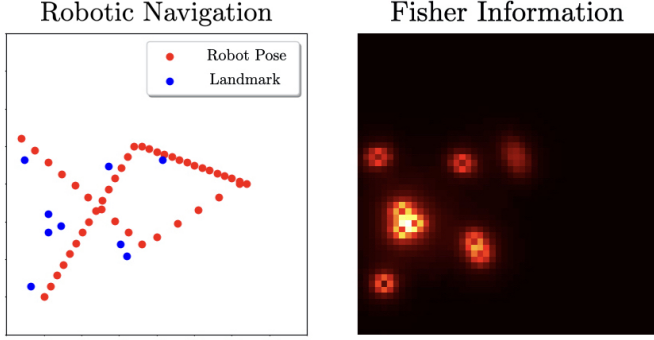 Robotic Navigation
Fisher Information
Robot Pose
Landmark